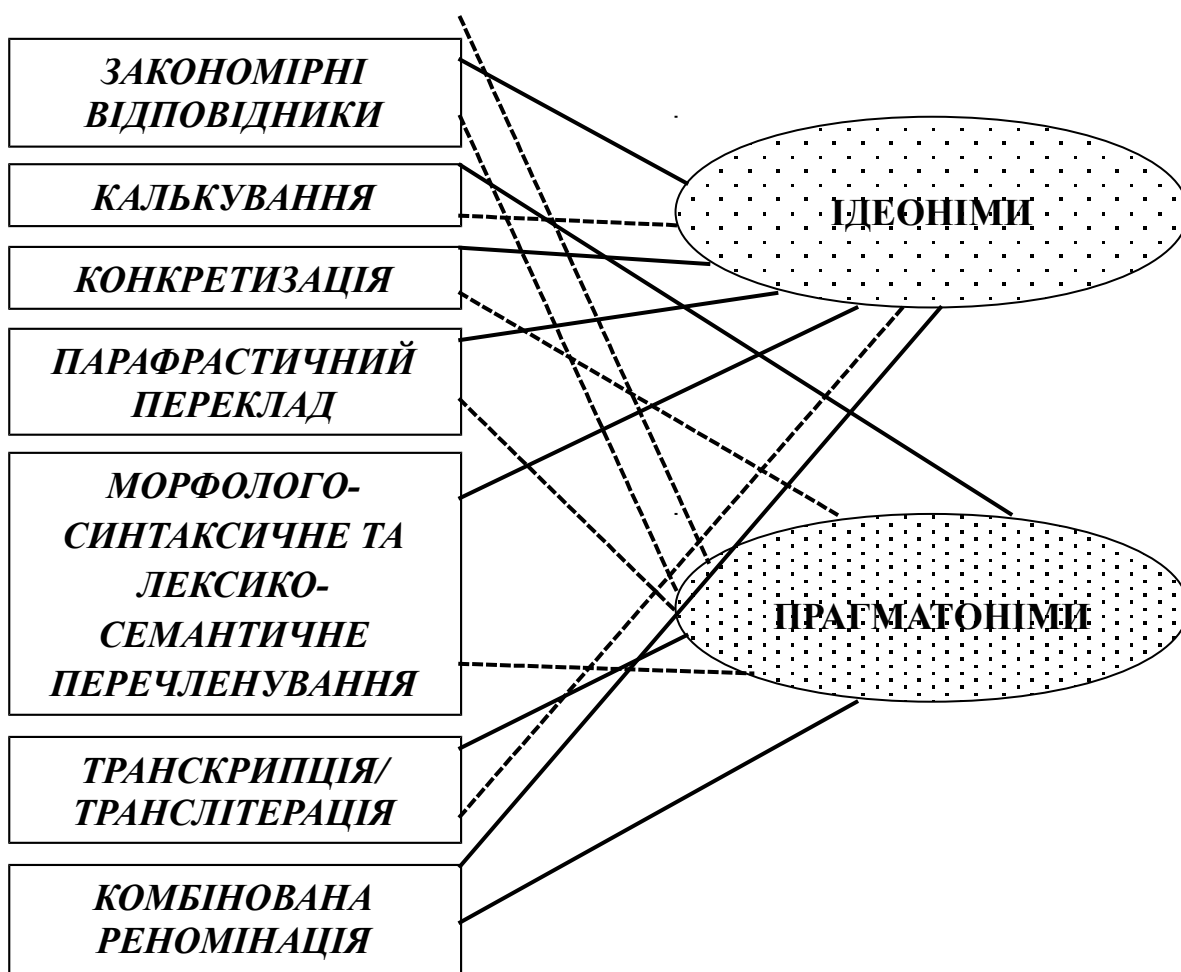 ЗАКОНОМІРНІ
ВІДПОВІДНИКИ
КАЛЬКУВАННЯ
КОНКРЕТИЗАЦІЯ
ПАРАФРАСТИЧНИЙ
ПЕРЕКЛАД
МОРФОЛОГО-
СИНТАКСИЧНЕ ТА
ЛЕКСИКО-
СЕМАНТИЧНЕ
ПЕРЕЧЛЕНУВАННЯ
ТРАНСКРИПЦІЯ/
ТРАНСЛІТЕРАЦІЯ
КОМБІНОВАНА
РЕНОМІНАЦІЯ
ІДЕОНІМИ
ПРАГМАТОНІМИ